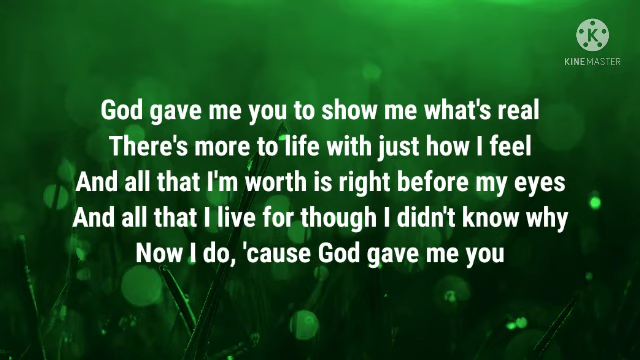 K
KINEMASTER
God gave me you to show me what's real
There's more to life with just how I feel
And all that I'm worth is right before my eyes
And all that I live for though I didn't know why
Now I do, 'cause God gave me you